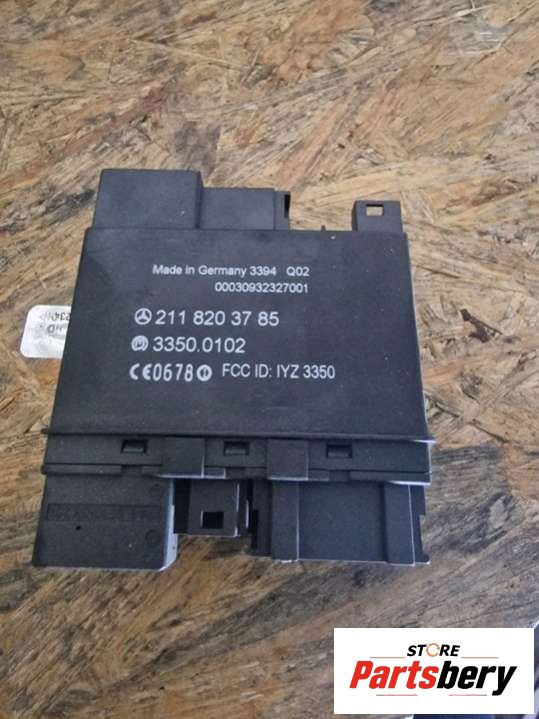 Made in Germany 3394 Q02
00030932327001
211 820 37 85
3350.0102
CE0678 FCC ID: IYZ 3350
STORE
Partsbery